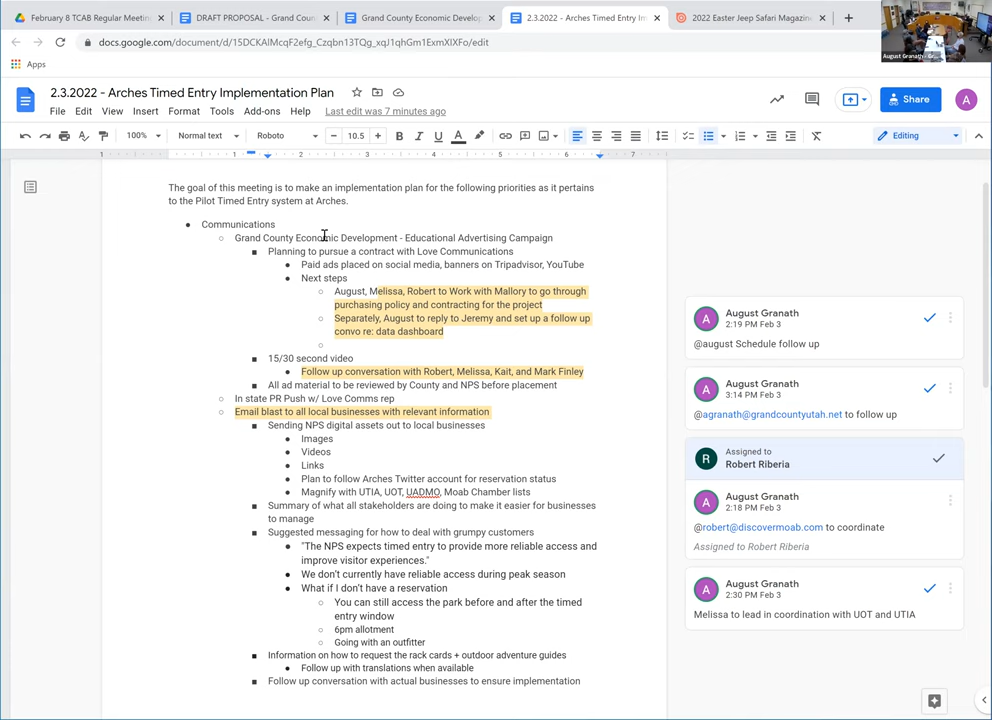 February 8 TCAB Regular Meeting
DRAFT PROPOSAL - Grand Coun
Grand County Economic Develop
2.3.2022 - Arches Timed Entry Im
2022 Easter Jeep Safari Magazine
docs.google.com/document/d/15DCKAlMcqF2efg_Czqbn13TQg_xqJ1qhGm1ExmXIXFo/edit
August Granath - Gr...
Apps
2.3.2022 - Arches Timed Entry Implementation Plan
File Edit View Insert Format Tools Add-ons Help Last edit was 7 minutes ago
Share
A
100% Normal text Roboto 10.5 B I U A Editing
1 1 2 3 4 5 6 7
The goal of this meeting is to make an implementation plan for the following priorities as it pertains
to the Pilot Timed Entry system at Arches.
Communications
Grand County Economic Development - Educational Advertising Campaign
Planning to pursue a contract with Love Communications
Paid ads placed on social media, banners on Tripadvisor, YouTube
Next steps
August, Melissa, Robert to Work with Mallory to go through
purchasing policy and contracting for the project
Separately, August to reply to Jeremy and set up a follow up
convo re: data dashboard
15/30 second video
Follow up conversation with Robert, Melissa, Kait, and Mark Finley
All ad material to be reviewed by County and NPS before placement
In state PR Push w/ Love Comms rep
Email blast to all local businesses with relevant information
Sending NPS digital assets out to local businesses
Images
Videos
Links
Plan to follow Arches Twitter account for reservation status
Magnify with UTIA, UOT, UADMO, Moab Chamber lists
Summary of what all stakeholders are doing to make it easier for businesses
to manage
Suggested messaging for how to deal with grumpy customers
"The NPS expects timed entry to provide more reliable access and
improve visitor experiences."
We don't currently have reliable access during peak season
What if I don't have a reservation
You can still access the park before and after the timed
entry window
6pm allotment
Going with an outfitter
Information on how to request the rack cards + outdoor adventure guides
Follow up with translations when available
Follow up conversation with actual businesses to ensure implementation
A
August Granath
2:19 PM Feb 3
@august Schedule follow up
A
August Granath
3:14 PM Feb 3
@agranath@grandcountyutah.net to follow up
R
Assigned to
Robert Riberia
A
August Granath
2:18 PM Feb 3
@robert@discovermoab.com to coordinate
Assigned to Robert Riberia
A
August Granath
2:30 PM Feb 3
Melissa to lead in coordination with UOT and UTIA